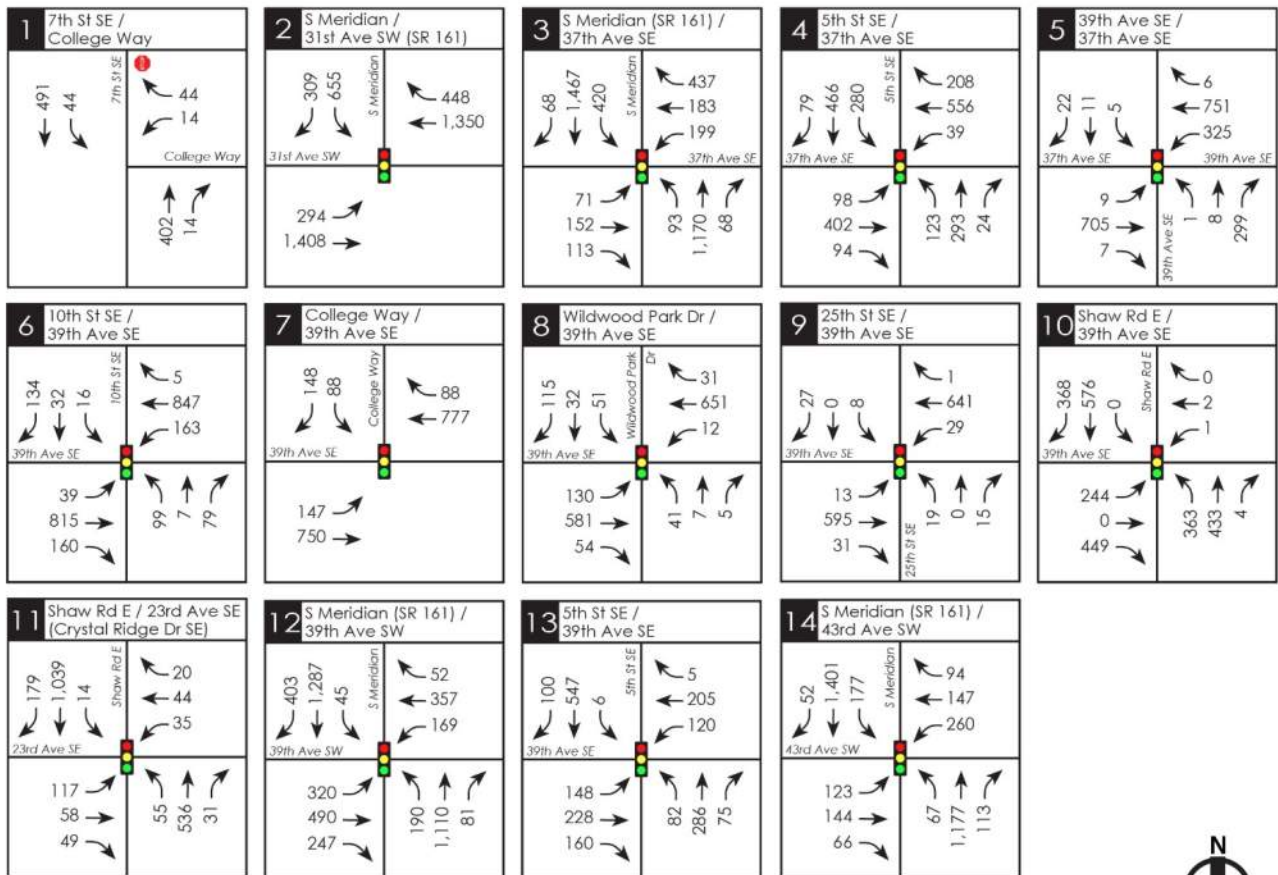 1
7th St SE /
College Way
7th St SE
491
44
44
14
College Way
402
14
2
S Meridian /
31st Ave SW (SR 161)
S Meridian
309
655
448
1,350
31st Ave SW
294
1,408
3
S Meridian (SR 161) /
37th Ave SE
S Meridian
68
1,467
420
437
183
199
37th Ave SE
71
152
113
93
1,170
68
4
5th St SE /
37th Ave SE
5th St SE
79
466
280
208
556
39
37th Ave SE
98
402
94
123
293
24
5
39th Ave SE /
37th Ave SE
22
11
5
6
751
325
37th Ave SE
39th Ave SE
9
705
7
39th Ave SE
1
8
299
6
10th St SE /
39th Ave SE
10th St SE
134
32
16
5
847
163
39th Ave SE
39
815
160
99
7
79
7
College Way /
39th Ave SE
College Way
148
88
88
777
39th Ave SE
147
750
8
Wildwood Park Dr /
39th Ave SE
Wildwood Park
Dr
115
32
51
31
651
12
39th Ave SE
130
581
54
41
7
5
9
25th St SE /
39th Ave SE
27
0
8
1
641
29
39th Ave SE
13
595
31
25th St SE
19
0
15
10
Shaw Rd E /
39th Ave SE
Shaw Rd E
368
576
0
0
2
1
39th Ave SE
244
0
449
363
433
4
11
Shaw Rd E / 23rd Ave SE
(Crystal Ridge Dr SE)
Shaw Rd E
179
1,039
14
20
44
35
23rd Ave SE
117
58
49
55
536
31
12
S Meridian (SR 161) /
39th Ave SW
S Meridian
403
1,287
45
52
357
169
39th Ave SW
320
490
247
190
1,110
81
13
5th St SE /
39th Ave SE
5th St SE
100
547
6
5
205
120
39th Ave SE
148
228
160
82
286
75
14
S Meridian (SR 161) /
43rd Ave SW
S Meridian
52
1,401
177
94
147
260
43rd Ave SW
123
144
66
67
1,177
113
N